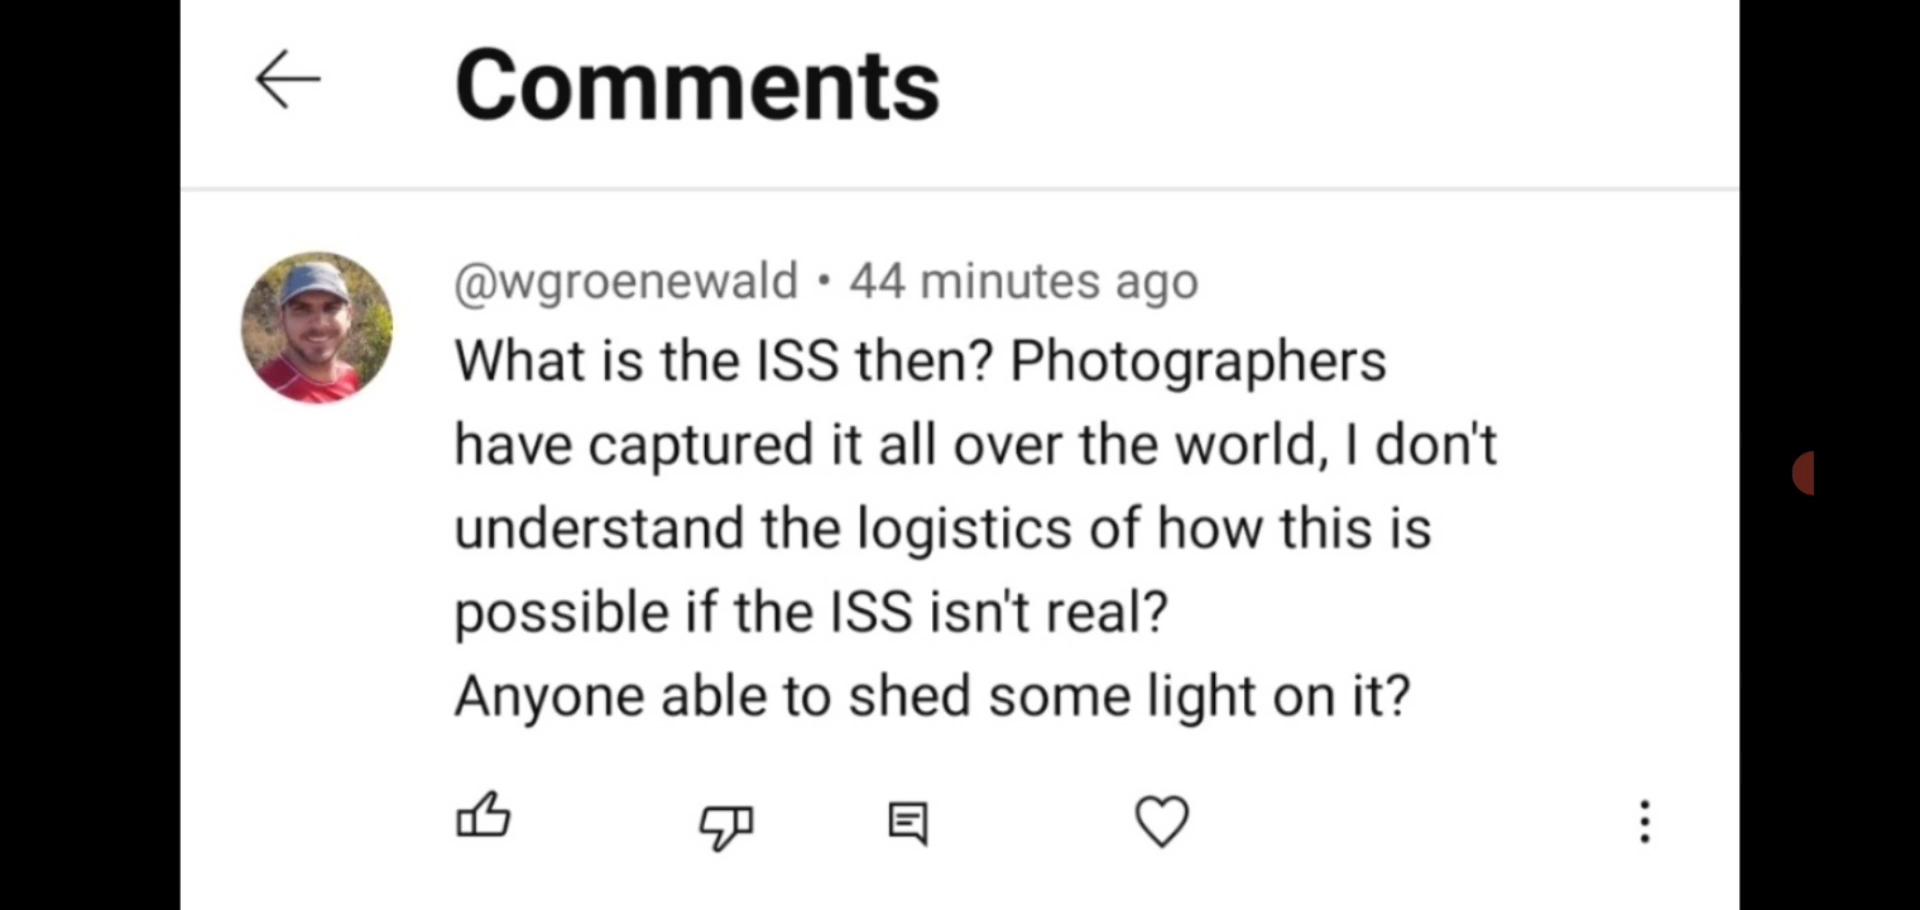 Comments
@wgroenewald • 44 minutes ago
What is the ISS then? Photographers
have captured it all over the world, I don't
understand the logistics of how this is
possible if the ISS isn't real?
Anyone able to shed some light on it?